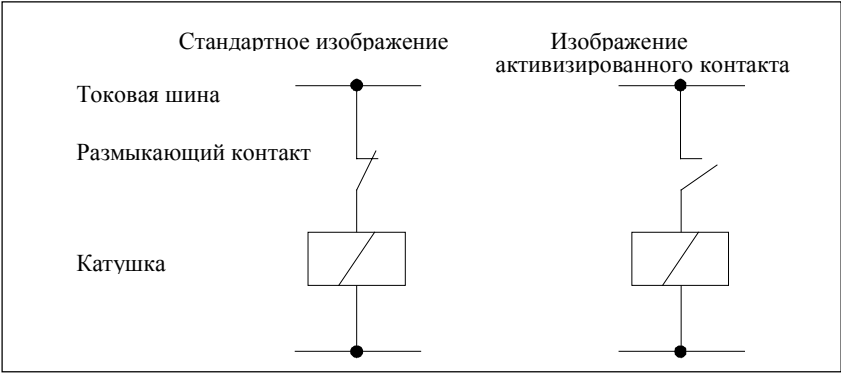 Стандартное изображение
Изображение
активизированного контакта
Токовая шина
Размыкающий контакт
Катушка